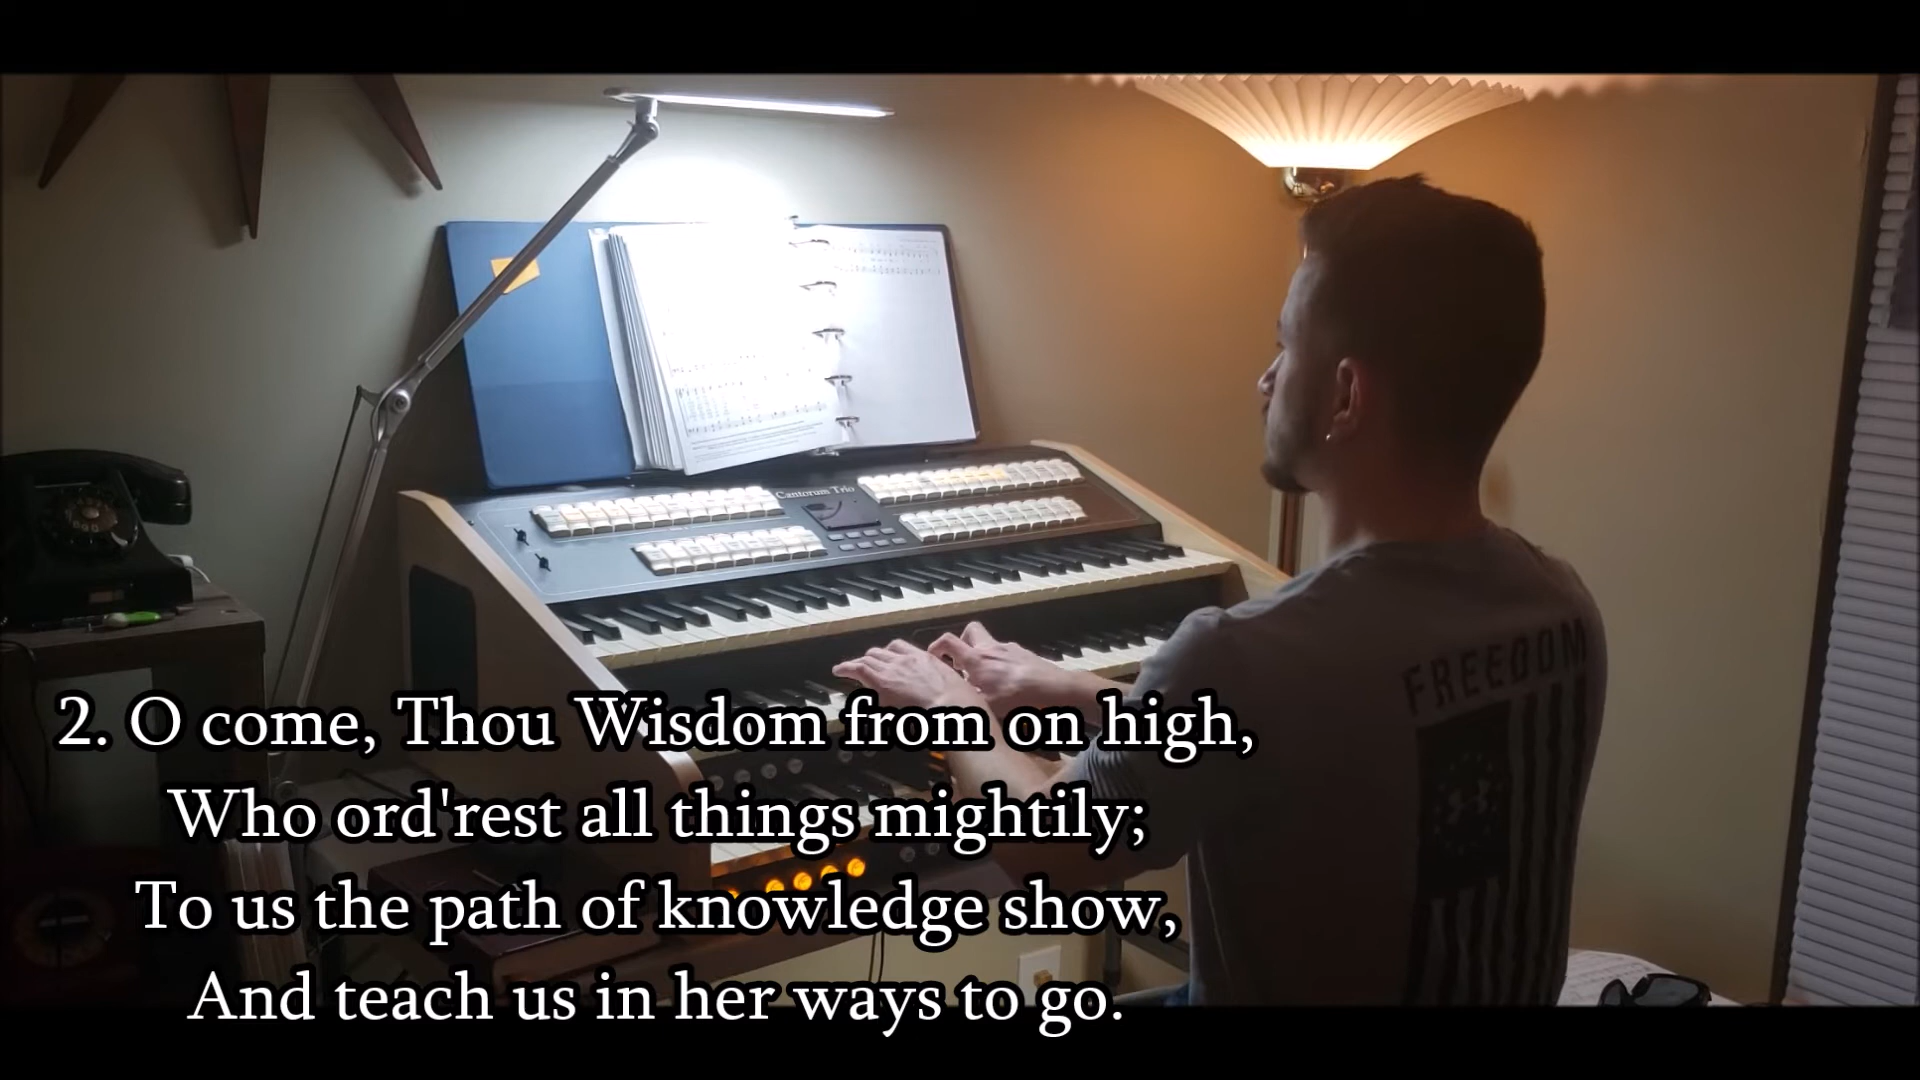 Cantorum Trio
FREEDOM
2. O come, Thou Wisdom from on high,
Who ord'rest all things mightily;
To us the path of knowledge show,
And teach us in her ways to go.